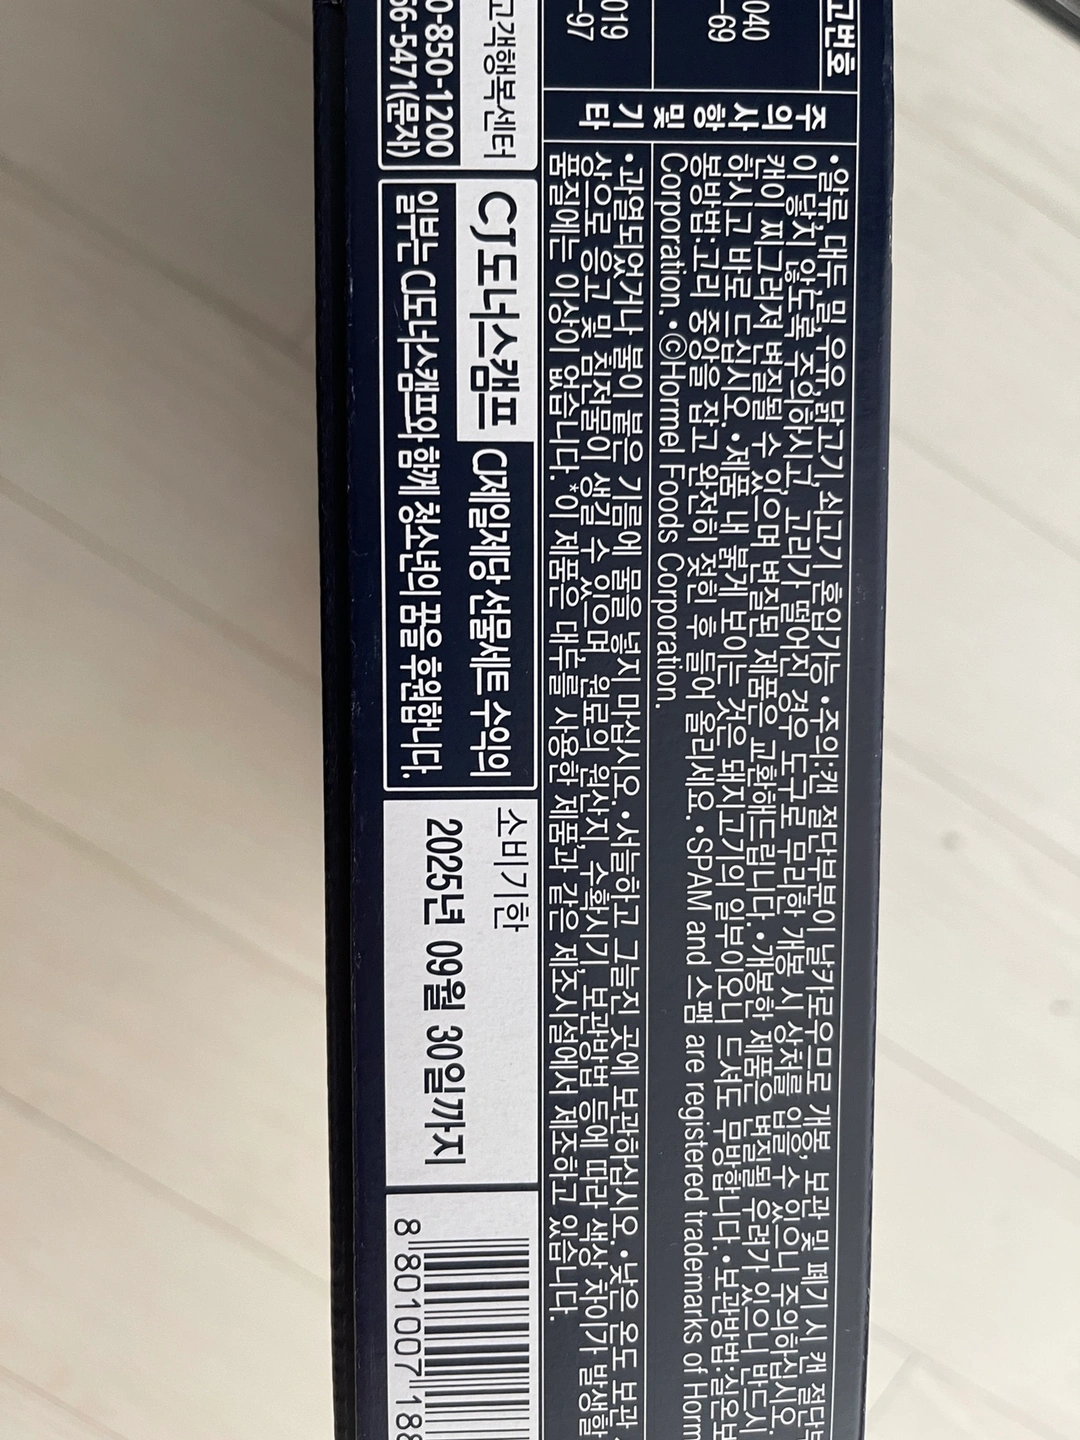 고번호
040
-69
019
-97
주의사항 및 기타
•알류, 대두, 밀, 우유, 닭고기, 쇠고기 혼입가능 •주의:캔 절단부분이 날카로우므로 개봉, 보관 및 폐기 시 캔 절단부
이 닿지 않도록 주의하시고, 고리가 떨어진 경우 도구로 무리한 개봉 시 상처를 입을 수 있으니 주의하십시오.
캔이 찌그러져 변질될 수 있으며 변질된 제품은 교환해드립니다. •개봉한 제품은 변질될 우려가 있으니 반드시
하시고 바로 드십시오. •제품 내 붉게 보이는 것은 돼지고기의 일부이오니 드셔도 무방합니다. •보관방법:실온보
봉방법:고리 중앙을 잡고 완전히 젖힌 후 들어 올리세요. •SPAM and 스팸 are registered trademarks of Horm
Corporation. •ⓒHormel Foods Corporation.
•과열되었거나 불이 붙은 기름에 물을 넣지 마십시오. •서늘하고 그늘진 곳에 보관하십시오. •낮은 온도 보관
상으로 응고 및 침전물이 생길 수 있으며, 원료의 원산지, 수확시기, 보관방법 등에 따라 색상 차이가 발생할
품질에는 이상이 없습니다. *이 제품은 대두를 사용한 제품과 같은 제조시설에서 제조하고 있습니다.
고객행복센터
0-850-1200
66-5471(문자)
CJ도너스캠프 CJ제일제당 선물세트 수익의
일부는 CJ도너스캠프와 함께 청소년의 꿈을 후원합니다.
소비기한
2025년 09월 30일까지
8 801007 188